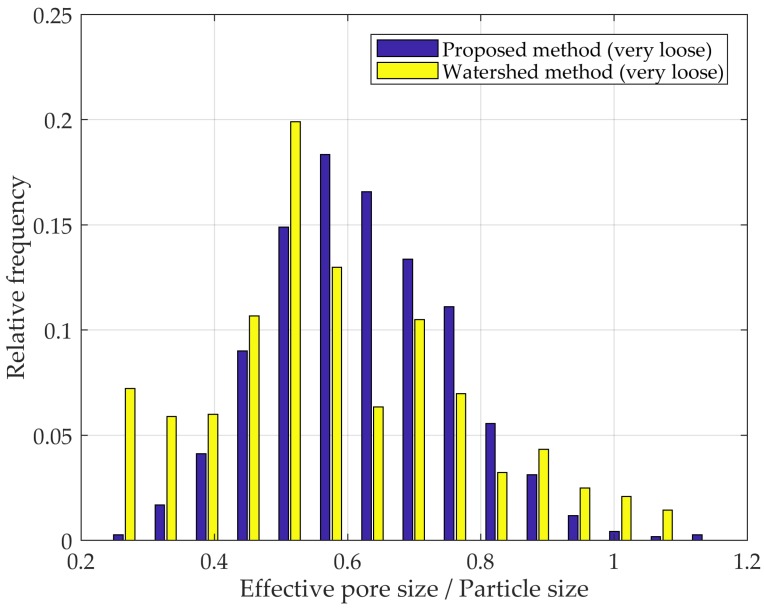 0.25
0.2
0.15
0.1
0.05
0
Relative frequency
Proposed method (very loose)
Watershed method (very loose)
0.2 0.4 0.6 0.8 1 1.2
Effective pore size / Particle size